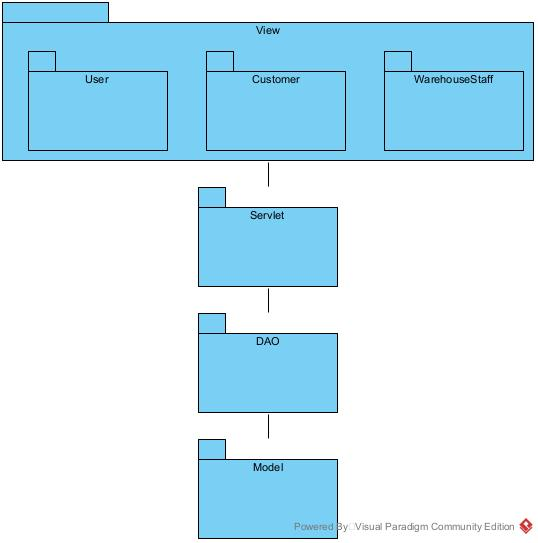 View
User Customer WarehouseStaff
Servlet
DAO
Model
Powered By Visual Paradigm Community Edition